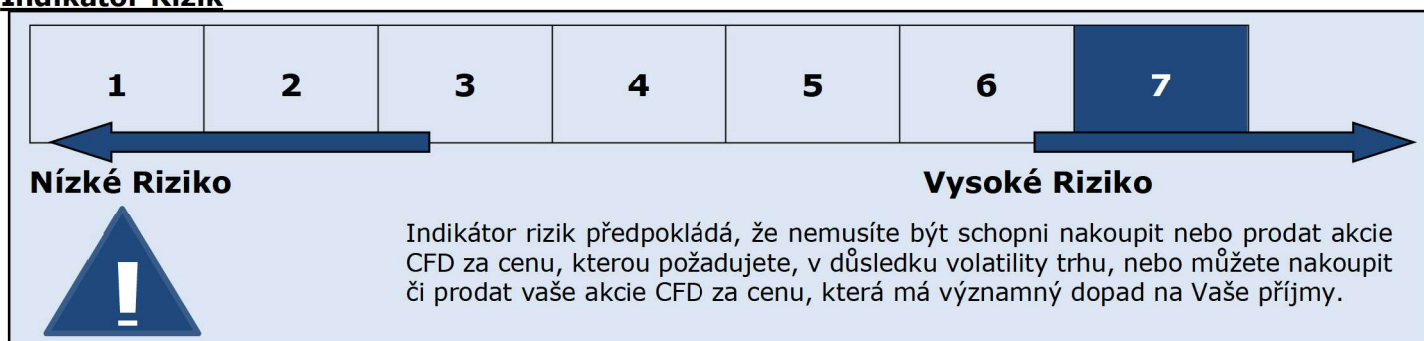 Indikátor Rizik
1 2 3 4 5 6 7
Nízké Riziko Vysoké Riziko
!
Indikátor rizik předpokládá, že nemusíte být schopni nakoupit nebo prodat akcie
CFD za cenu, kterou požadujete, v důsledku volatility trhu, nebo můžete nakoupit
či prodat vaše akcie CFD za cenu, která má významný dopad na Vaše příjmy.